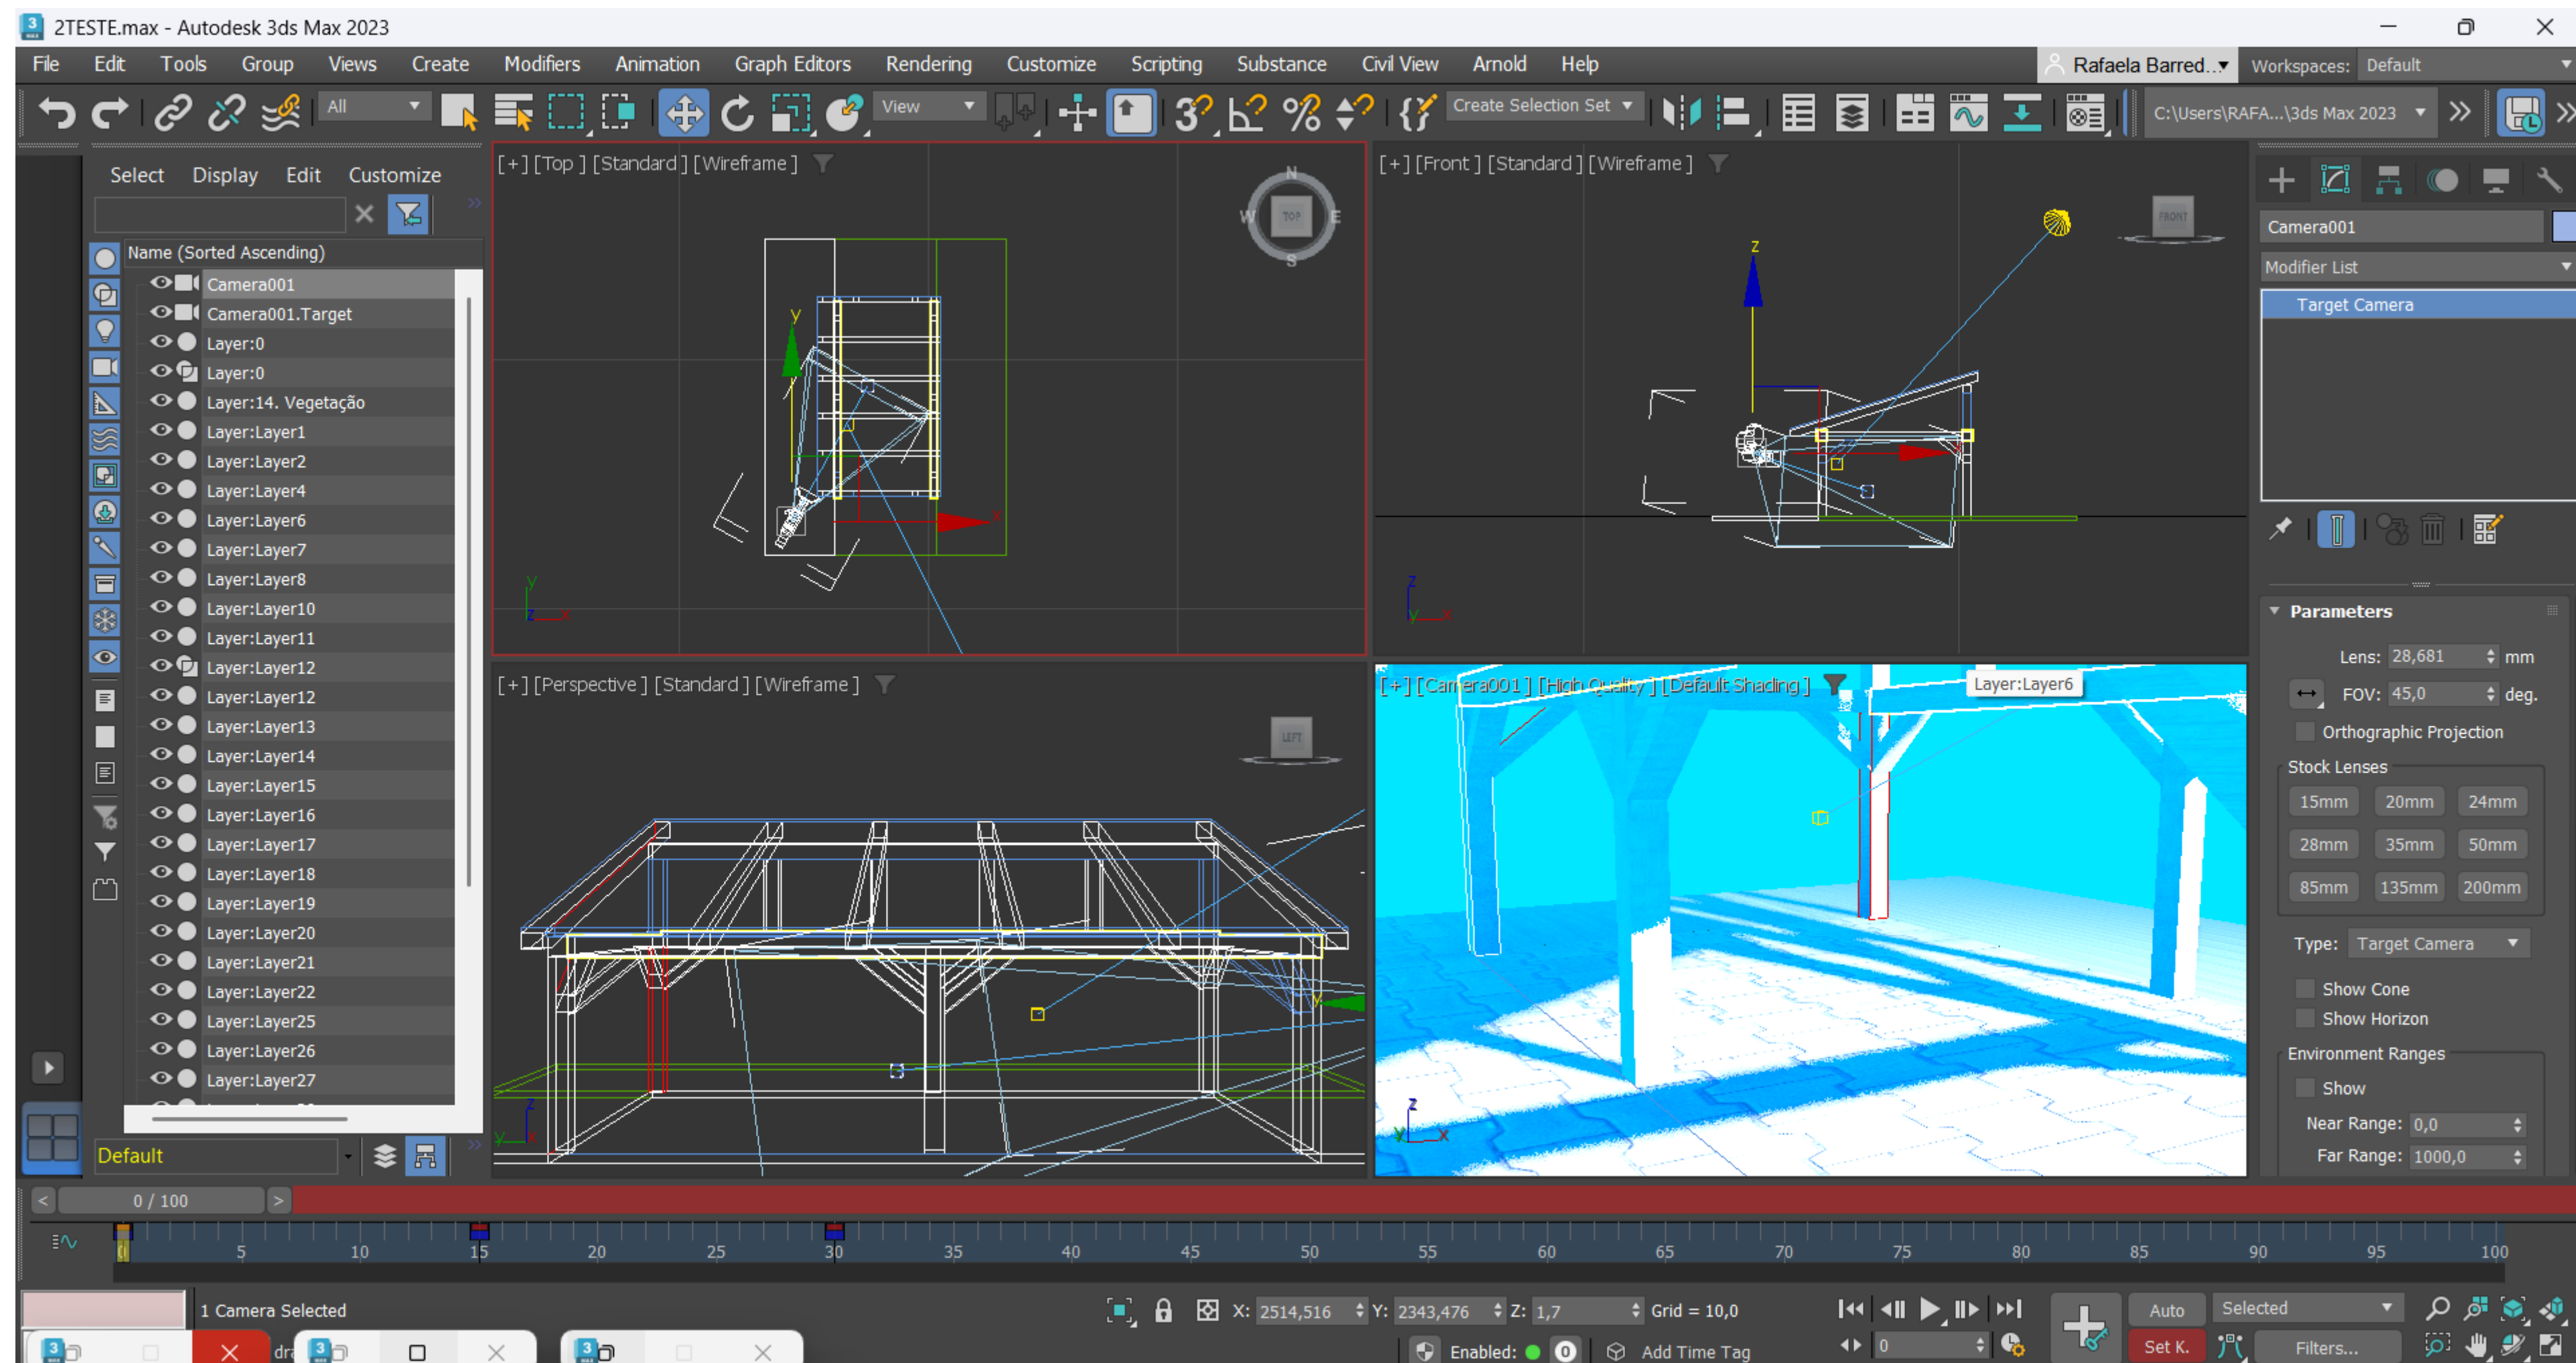 2TESTE.max - Autodesk 3ds Max 2023
File Edit Tools Group Views Create Modifiers Animation Graph Editors Rendering Customize Scripting Substance Civil View Arnold Help Rafaela Barred... Workspaces: Default
All View Create Selection Set C:\Users\RAFA...\3ds Max 2023
Select Display Edit Customize
Name (Sorted Ascending)
Camera001
Camera001.Target
Layer:0
Layer:0
Layer:14. Vegetação
Layer:Layer1
Layer:Layer2
Layer:Layer4
Layer:Layer6
Layer:Layer7
Layer:Layer8
Layer:Layer10
Layer:Layer11
Layer:Layer12
Layer:Layer12
Layer:Layer13
Layer:Layer14
Layer:Layer15
Layer:Layer16
Layer:Layer17
Layer:Layer18
Layer:Layer19
Layer:Layer20
Layer:Layer21
Layer:Layer22
Layer:Layer25
Layer:Layer26
Layer:Layer27
Default
[+] [Top ] [Standard ] [Wireframe ]
N
W TOP E
S
y
x
y
z x
[+] [Front ] [Standard ] [Wireframe ]
FRONT
z
z
y x
[+] [Perspective ] [Standard ] [Wireframe ]
LEFT
y
z
y x
[+] [Camera001 ] [High Quality ] [Default Shading ]
Layer:Layer6
z
y x
Camera001
Modifier List
Target Camera
Parameters
Lens: 28,681 mm
FOV: 45,0 deg.
Orthographic Projection
Stock Lenses
15mm 20mm 24mm
28mm 35mm 50mm
85mm 135mm 200mm
Type: Target Camera
Show Cone
Show Horizon
Environment Ranges
Show
Near Range: 0,0
Far Range: 1000,0
< 0 / 100 >
0 5 10 15 20 25 30 35 40 45 50 55 60 65 70 75 80 85 90 95 100
1 Camera Selected X: 2514,516 Y: 2343,476 Z: 1,7 Grid = 10,0 Auto Selected
dra Enabled: 0 Add Time Tag 0 Set K. Filters...